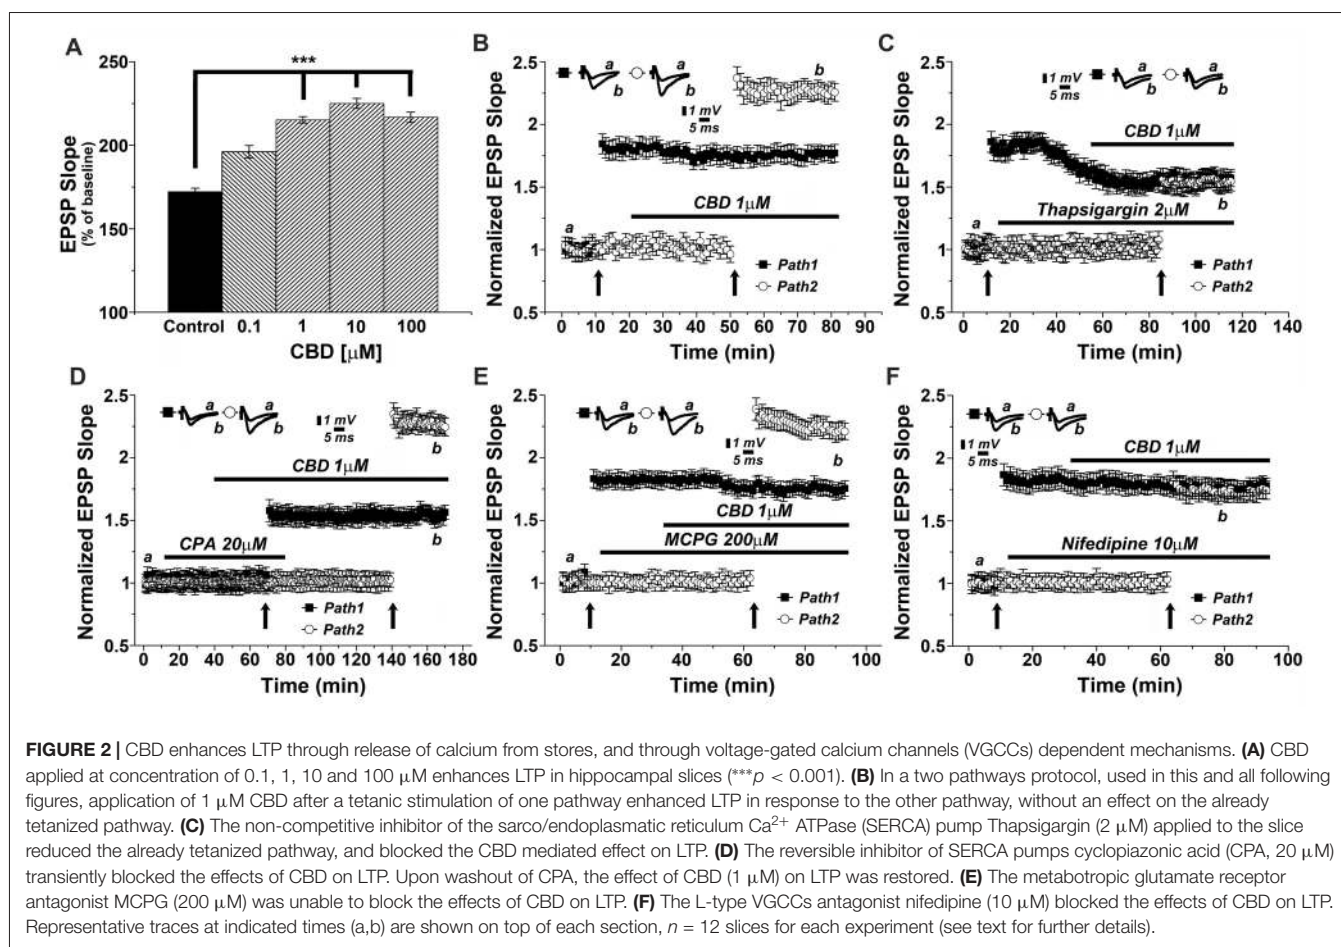 A
250
200
150
100
EPSP Slope
(% of baseline)
***
Control 0.1 1 10 100
CBD [μM]
B
2.5
2
1.5
1
0.5
Normalized EPSP Slope
a
b
a
b
1 mV
5 ms
b
CBD 1μM
a
Path1
Path2
0 10 20 30 40 50 60 70 80 90
Time (min)
C
2.5
2
1.5
1
0.5
Normalized EPSP Slope
1 mV
5 ms
a
b
a
b
CBD 1μM
b
Thapsigargin 2μM
a
Path1
Path2
0 20 40 60 80 100 120 140
Time (min)
D
2.5
2
1.5
1
0.5
Normalized EPSP Slope
a
b
a
b
1 mV
5 ms
b
CBD 1μM
b
CPA 20μM
a
Path1
Path2
0 20 40 60 80 100 120 140 160 180
Time (min)
E
2.5
2
1.5
1
0.5
Normalized EPSP Slope
a
b
a
b
1 mV
5 ms
b
CBD 1μM
MCPG 200μM
a
Path1
Path2
0 20 40 60 80 100
Time (min)
F
2.5
2
1.5
1
0.5
Normalized EPSP Slope
a
b
a
b
1 mV
5 ms
CBD 1μM
b
Nifedipine 10μM
a
Path1
Path2
0 20 40 60 80 100
Time (min)
FIGURE 2 | CBD enhances LTP through release of calcium from stores, and through voltage-gated calcium channels (VGCCs) dependent mechanisms. (A) CBD
applied at concentration of 0.1, 1, 10 and 100 μM enhances LTP in hippocampal slices (***p < 0.001). (B) In a two pathways protocol, used in this and all following
figures, application of 1 μM CBD after a tetanic stimulation of one pathway enhanced LTP in response to the other pathway, without an effect on the already
tetanized pathway. (C) The non-competitive inhibitor of the sarco/endoplasmatic reticulum Ca²⁺ ATPase (SERCA) pump Thapsigargin (2 μM) applied to the slice
reduced the already tetanized pathway, and blocked the CBD mediated effect on LTP. (D) The reversible inhibitor of SERCA pumps cyclopiazonic acid (CPA, 20 μM)
transiently blocked the effects of CBD on LTP. Upon washout of CPA, the effect of CBD (1 μM) on LTP was restored. (E) The metabotropic glutamate receptor
antagonist MCPG (200 μM) was unable to block the effects of CBD on LTP. (F) The L-type VGCCs antagonist nifedipine (10 μM) blocked the effects of CBD on LTP.
Representative traces at indicated times (a,b) are shown on top of each section, n = 12 slices for each experiment (see text for further details).